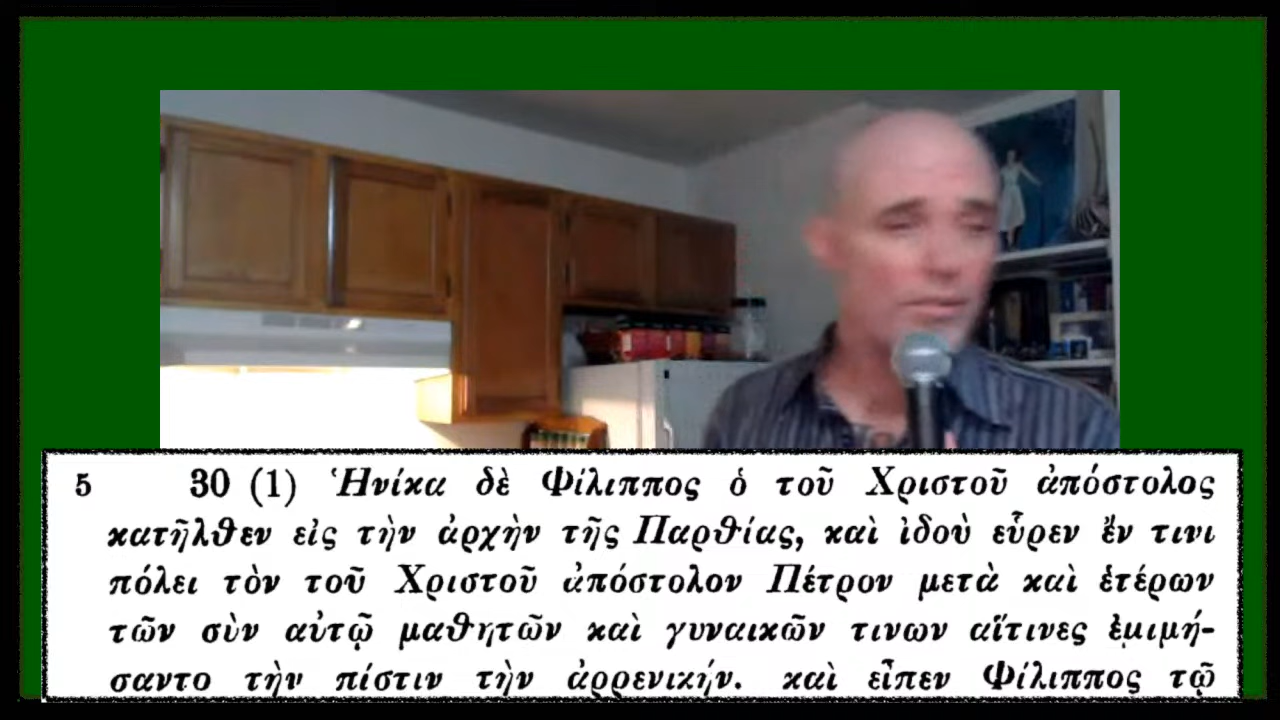 5 30 (1) Ἡνίκα δὲ Φίλιππος ὁ τοῦ Χριστοῦ ἀπόστολος
κατῆλθεν εἰς τὴν ἀρχὴν τῆς Παρθίας, καὶ ἰδοὺ εὗρεν ἔν τινι
πόλει τὸν τοῦ Χριστοῦ ἀπόστολον Πέτρον μετὰ καὶ ἑτέρων
τῶν σὺν αὐτῷ μαθητῶν καὶ γυναικῶν τινων αἵτινες ἐμιμή-
σαντο τὴν πίστιν τὴν ἀρρενικήν. καὶ εἶπεν Φίλιππος τῷ